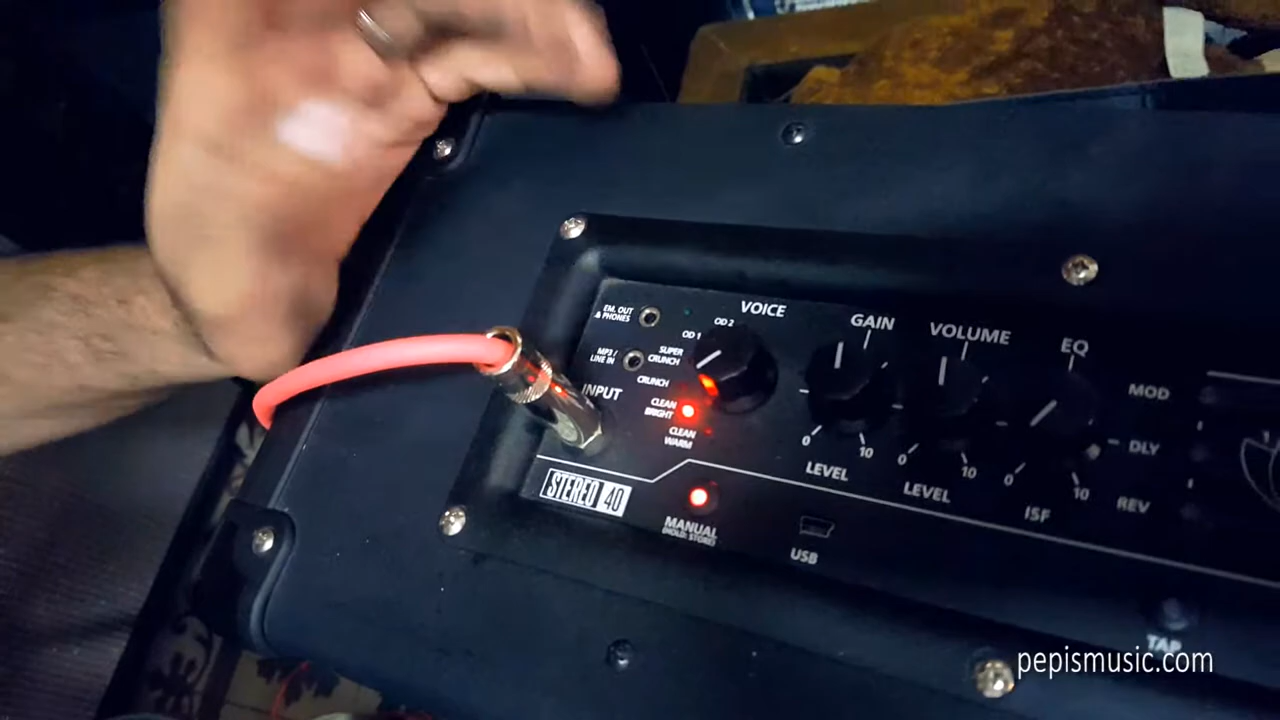 EM. OUT
& PHONES
VOICE
OD 2
OD 1
SUPER
CRUNCH
MP3 /
LINE IN
CRUNCH
INPUT
CLEAN
BRIGHT
CLEAN
WARM
GAIN
VOLUME
EQ
MOD
DLY
REV
0
10
LEVEL
0
10
LEVEL
0
10
ISF
STEREO 40
MANUAL
(HOLD: STORE)
USB
TAP
pepismusic.com